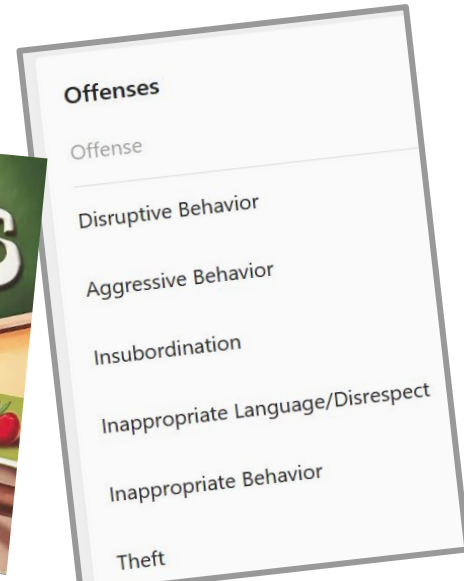 Offenses
Offense
Disruptive Behavior
Aggressive Behavior
Insubordination
Inappropriate Language/Disrespect
Inappropriate Behavior
Theft